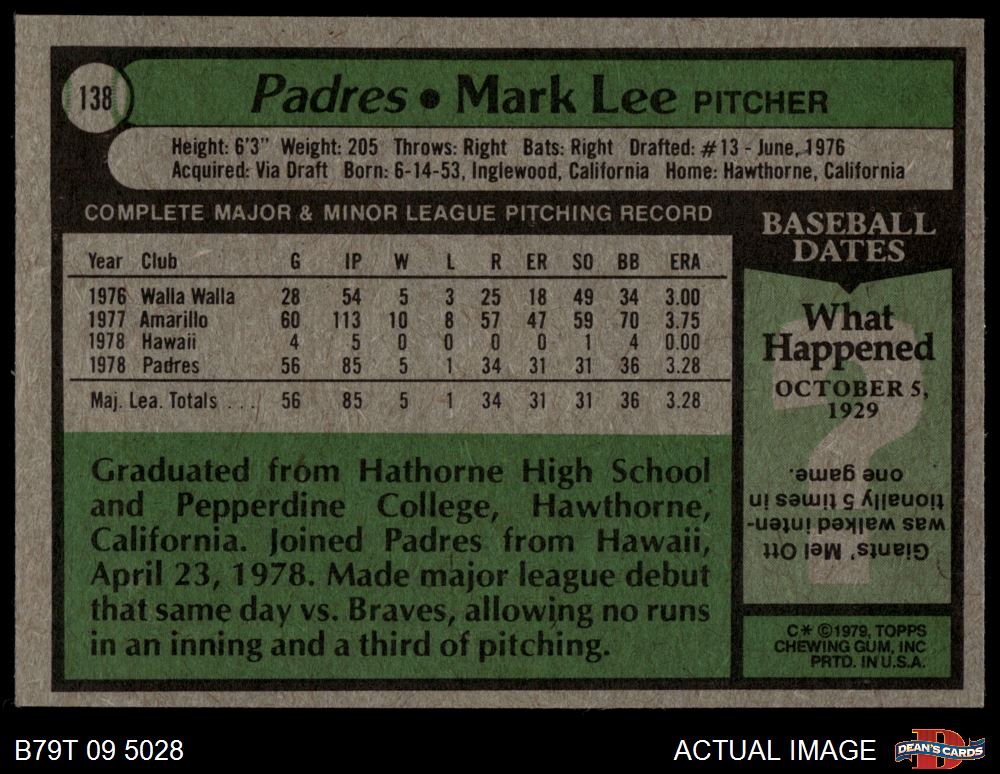 138
Padres • Mark Lee PITCHER
Height: 6'3" Weight: 205 Throws: Right Bats: Right Drafted: #13 - June, 1976
Acquired: Via Draft Born: 6-14-53, Inglewood, California Home: Hawthorne, California
COMPLETE MAJOR & MINOR LEAGUE PITCHING RECORD
Year Club G IP W L R ER SO BB ERA
1976 Walla Walla 28 54 5 3 25 18 49 34 3.00
1977 Amarillo 60 113 10 8 57 47 59 70 3.75
1978 Hawaii 4 5 0 0 0 0 1 4 0.00
1978 Padres 56 85 5 1 34 31 31 36 3.28
Maj. Lea. Totals . . . 56 85 5 1 34 31 31 36 3.28
Graduated from Hathorne High School
and Pepperdine College, Hawthorne,
California. Joined Padres from Hawaii,
April 23, 1978. Made major league debut
that same day vs. Braves, allowing no runs
in an inning and a third of pitching.
BASEBALL
DATES
What
Happened
OCTOBER 5,
1929
?
Giants' Mel Ott
was walked inten-
tionally 5 times in
one game.
C* ©1979, TOPPS
CHEWING GUM, INC
PRTD. IN U.S.A.
B79T 09 5028
ACTUAL IMAGE
D
DEAN'S CARDS